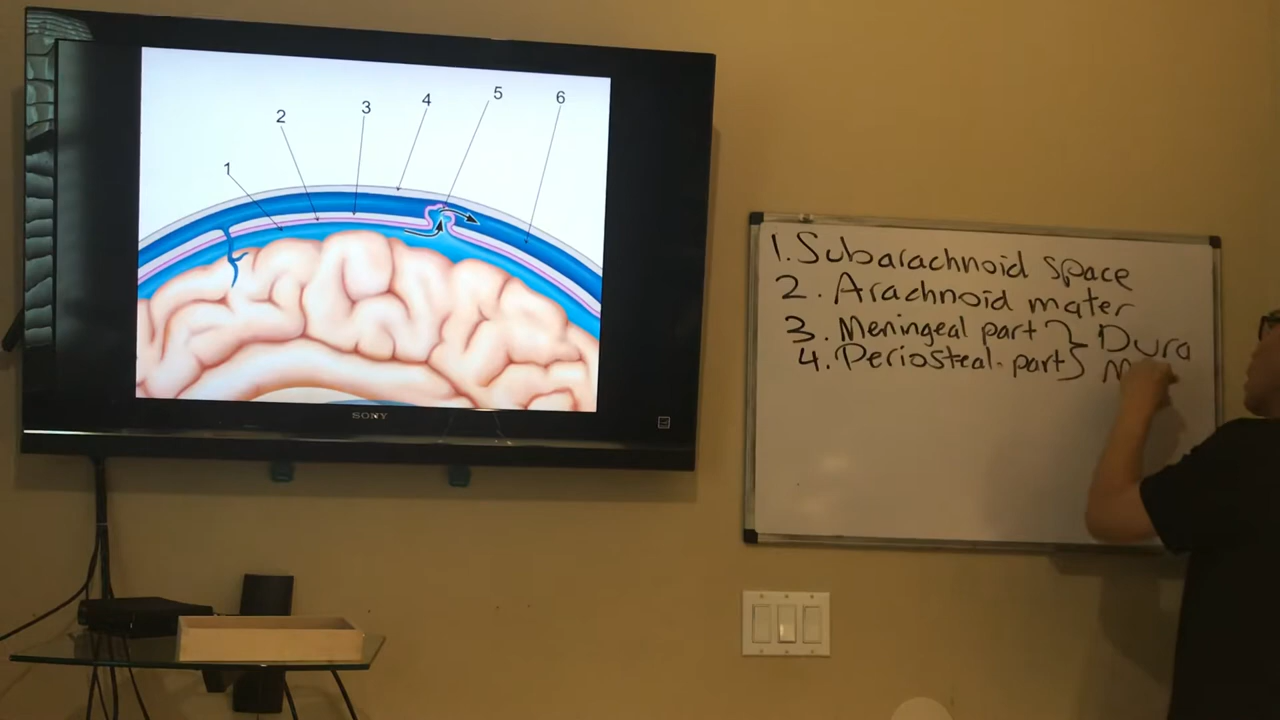 1
2
3
4
5
6
SONY
1. Subarachnoid space
2. Arachnoid mater
3. Meningeal part } Dura
4. Periosteal part } M